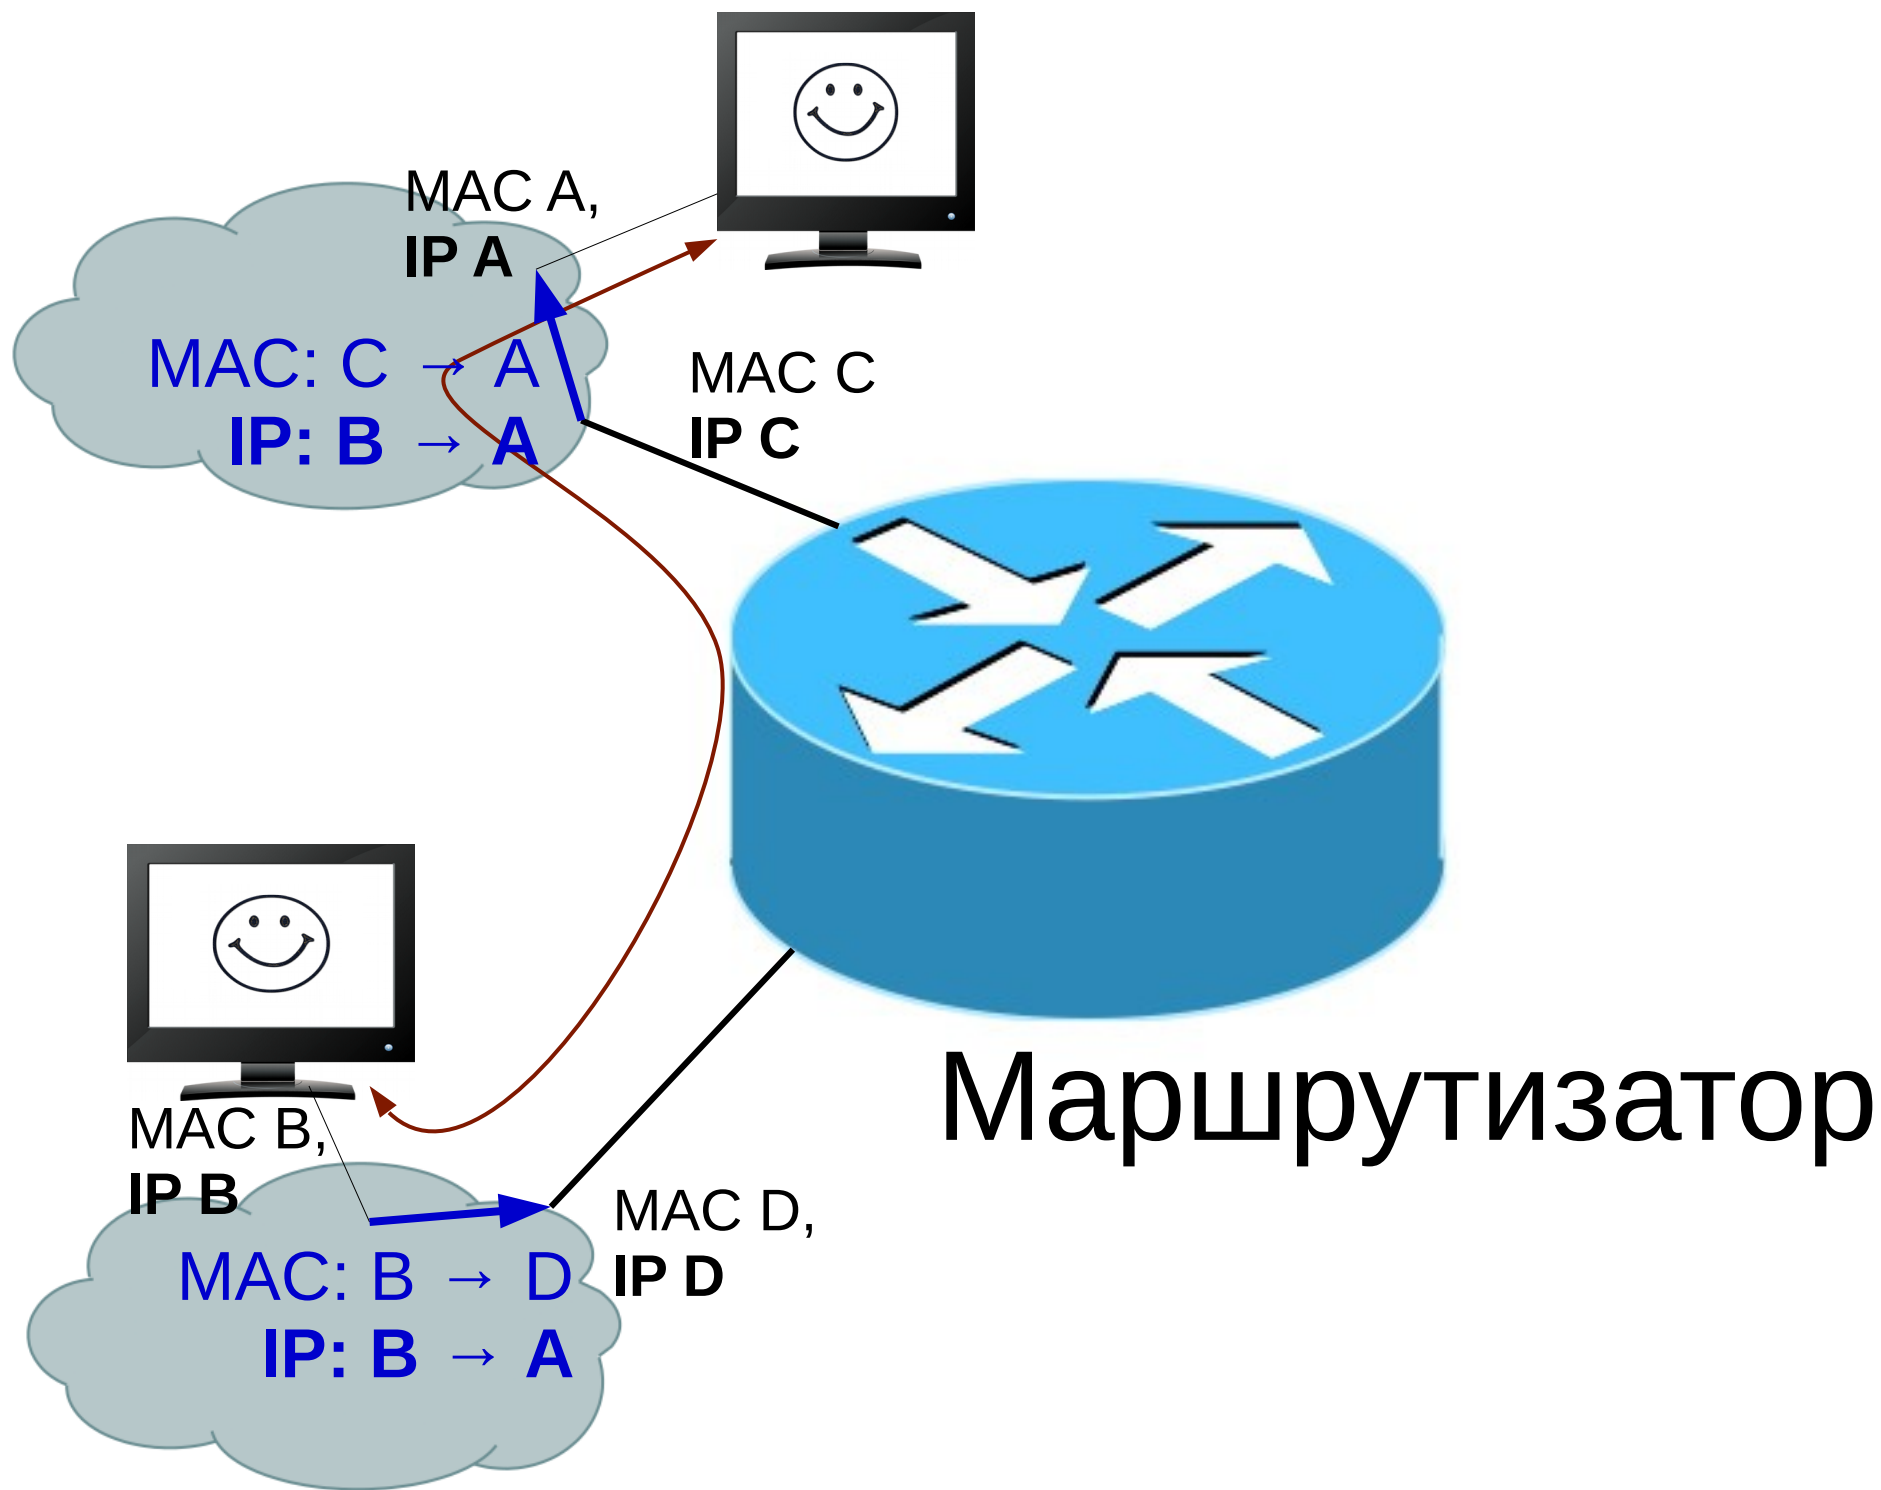 MAC A,
IP A
MAC: C → A
IP: B → A
MAC C
IP C
Маршрутизатор
MAC B,
IP B
MAC D,
IP D
MAC: B → D
IP: B → A